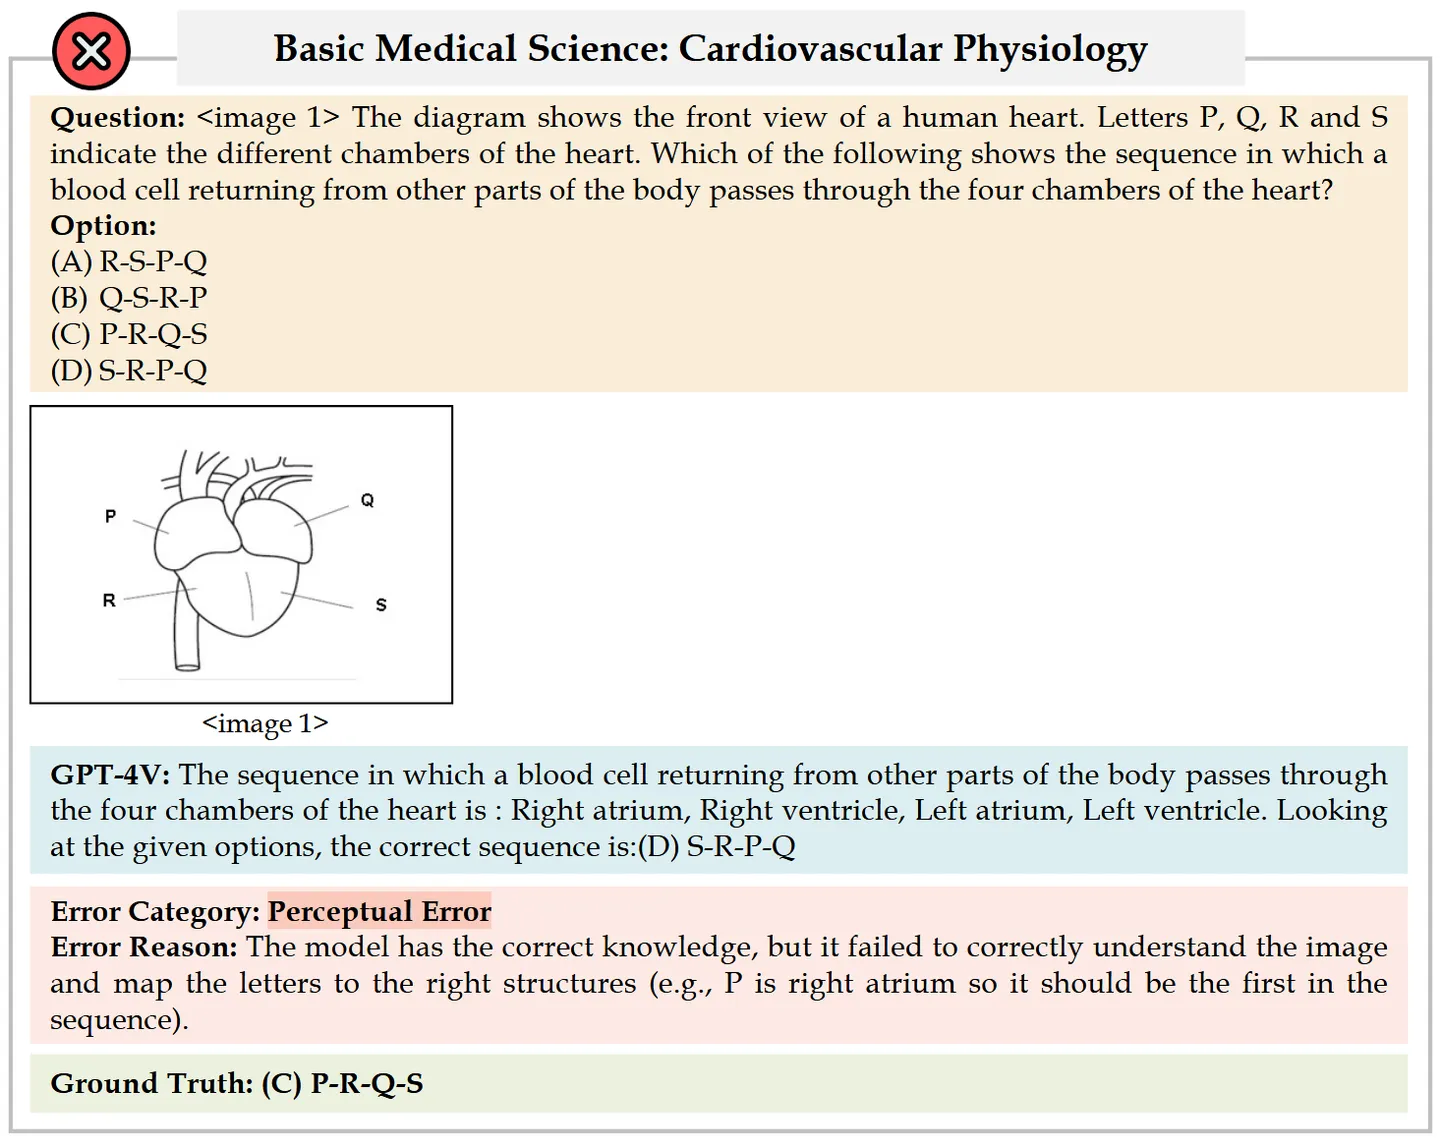 Basic Medical Science: Cardiovascular Physiology
Question: <image 1> The diagram shows the front view of a human heart. Letters P, Q, R and S
indicate the different chambers of the heart. Which of the following shows the sequence in which a
blood cell returning from other parts of the body passes through the four chambers of the heart?
Option:
(A) R-S-P-Q
(B) Q-S-R-P
(C) P-R-Q-S
(D) S-R-P-Q
P
Q
R
S
<image 1>
GPT-4V: The sequence in which a blood cell returning from other parts of the body passes through
the four chambers of the heart is : Right atrium, Right ventricle, Left atrium, Left ventricle. Looking
at the given options, the correct sequence is:(D) S-R-P-Q
Error Category: Perceptual Error
Error Reason: The model has the correct knowledge, but it failed to correctly understand the image
and map the letters to the right structures (e.g., P is right atrium so it should be the first in the
sequence).
Ground Truth: (C) P-R-Q-S